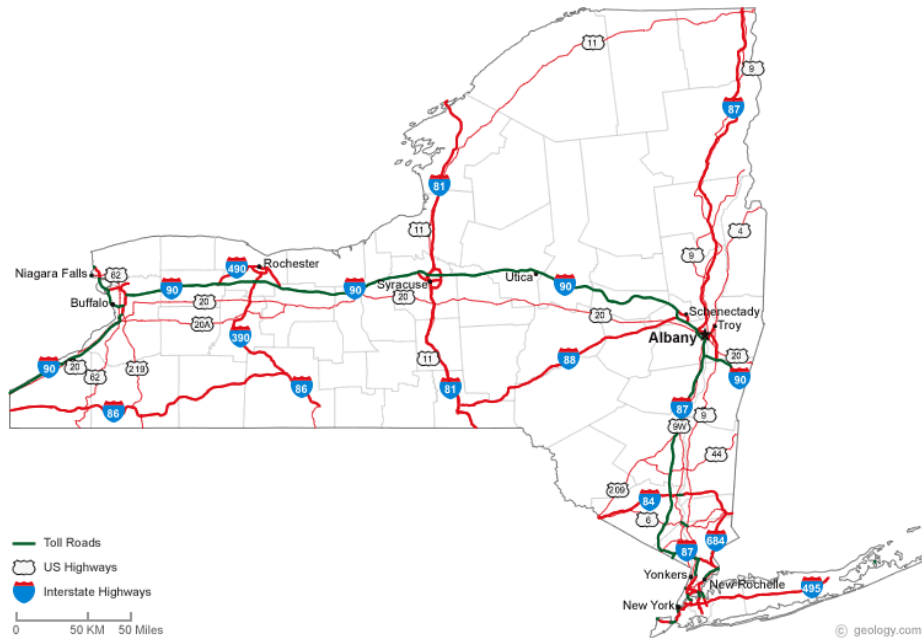 11
9
87
81
11
4
9
Niagara Falls
62
490
Rochester
90
90
Syracuse
Utica
90
Buffalo
20
20
20
Schenectady
Troy
20A
390
Albany
90
20
62
219
11
88
20
90
86
86
81
87
9
9W
44
209
84
6
684
87
Toll Roads
US Highways
Interstate Highways
0
50 KM
50 Miles
Yonkers
New Rochelle
495
New York
© geology.com